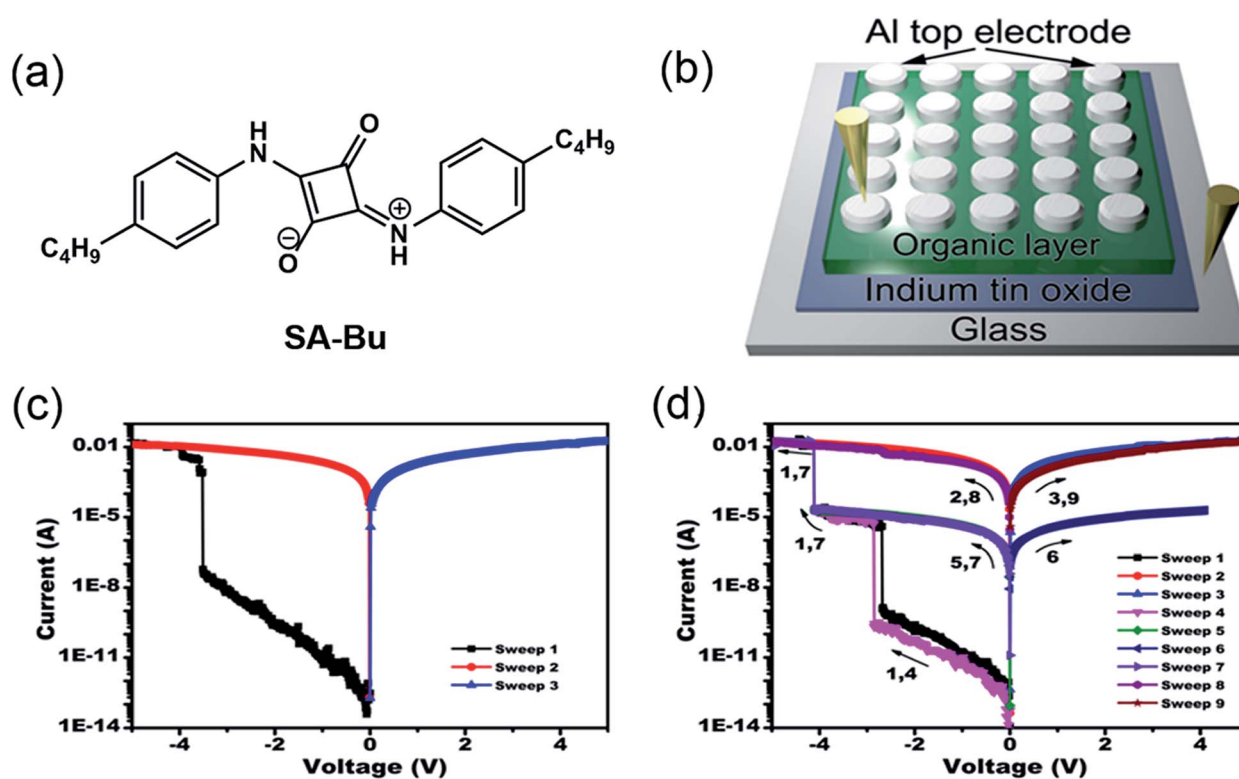 (a)
H
N
O
C₄H₉
C₄H₉
⊕
N
H
⊖
O
SA-Bu
(b)
Al top electrode
Organic layer
Indium tin oxide
Glass
(c)
0.01
1E-5
1E-8
1E-11
1E-14
Current (A)
-4
-2
0
2
4
Voltage (V)
Sweep 1
Sweep 2
Sweep 3
(d)
0.01
1E-5
1E-8
1E-11
1E-14
Current (A)
-4
-2
0
2
4
Voltage (V)
1,7
2,8
3,9
1,7
5,7
6
1,4
Sweep 1
Sweep 2
Sweep 3
Sweep 4
Sweep 5
Sweep 6
Sweep 7
Sweep 8
Sweep 9